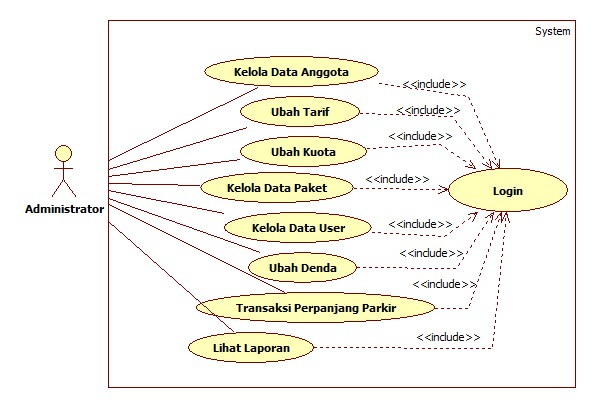 System
Kelola Data Anggota
<<include>>
Ubah Tarif
<<include>>
Ubah Kuota
<<include>>
Kelola Data Paket
<<include>>
Login
Administrator
Kelola Data User
<<include>>
Ubah Denda
<<include>>
Transaksi Perpanjang Parkir
<<include>>
Lihat Laporan
<<include>>